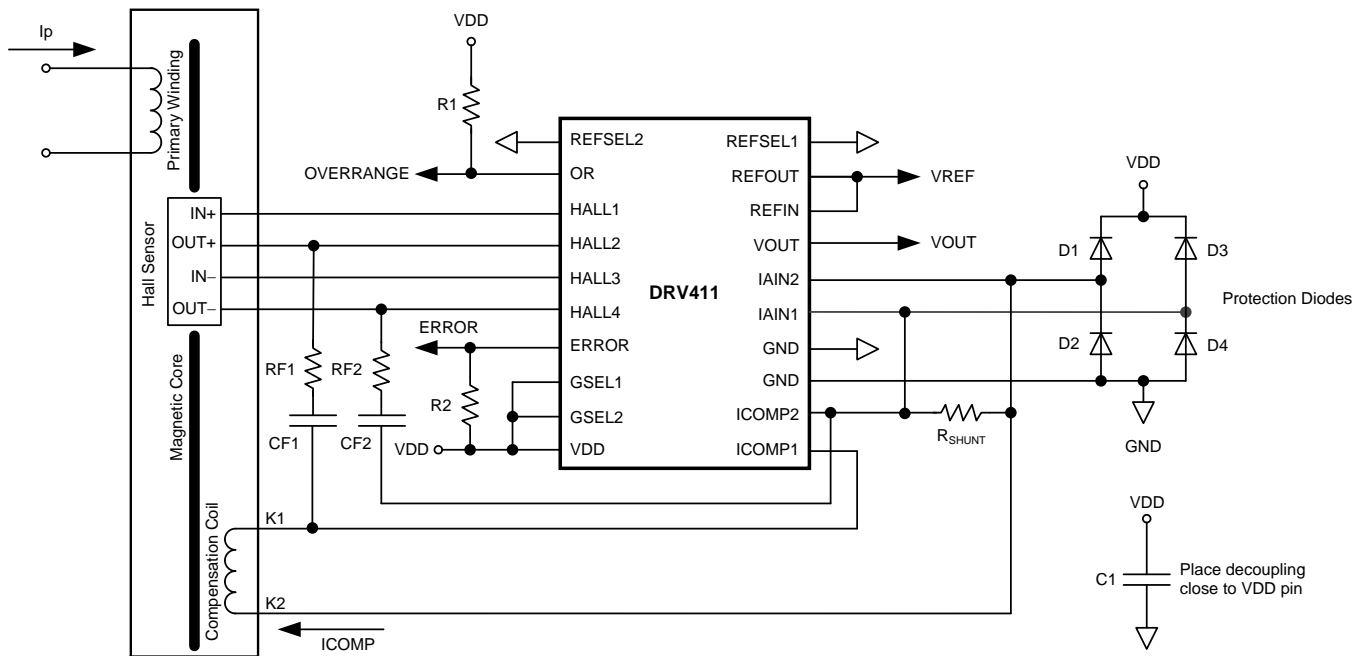 Ip
Primary Winding
Hall Sensor
IN+
OUT+
IN−
OUT−
Magnetic Core
Compensation Coil
K1
K2
ICOMP
VDD
R1
OVERRANGE
ERROR
RF1
RF2
CF1
CF2
R2
VDD
REFSEL2
OR
HALL1
HALL2
HALL3
HALL4
ERROR
GSEL1
GSEL2
VDD
DRV411
REFSEL1
REFOUT
REFIN
VOUT
IAIN2
IAIN1
GND
GND
ICOMP2
ICOMP1
VREF
VOUT
RSHUNT
VDD
D1
D3
D2
D4
Protection Diodes
GND
VDD
C1
Place decoupling
close to VDD pin